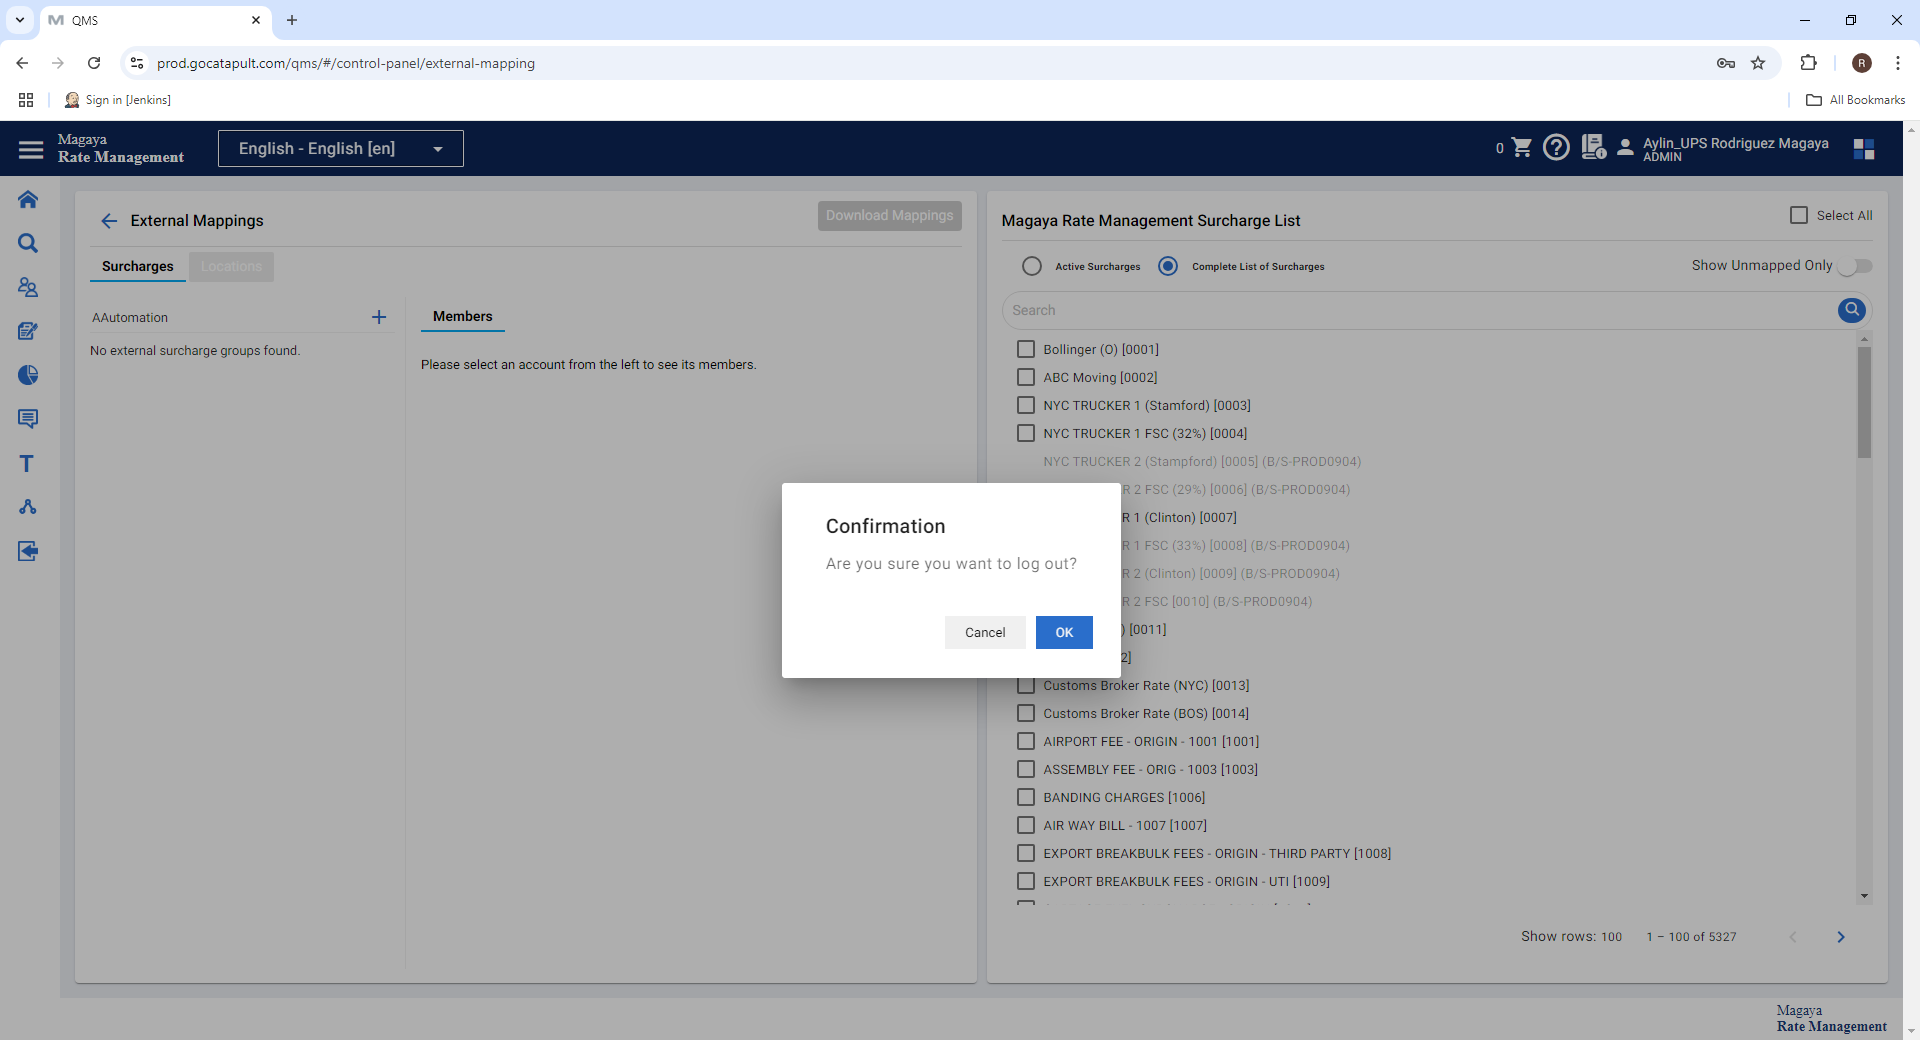 QMS
prod.gocatapult.com/qms/#/control-panel/external-mapping
R
Sign in [Jenkins]
All Bookmarks
Magaya
Rate Management
English - English [en]
0
Aylin_UPS Rodriguez Magaya
ADMIN
External Mappings
Download Mappings
Surcharges
Locations
AAutomation
No external surcharge groups found.
Members
Please select an account from the left to see its members.
Magaya Rate Management Surcharge List
Select All
Active Surcharges
Complete List of Surcharges
Show Unmapped Only
Search
Bollinger (O) [0001]
ABC Moving [0002]
NYC TRUCKER 1 (Stamford) [0003]
NYC TRUCKER 1 FSC (32%) [0004]
NYC TRUCKER 2 (Stampford) [0005] (B/S-PROD0904)
R 2 FSC (29%) [0006] (B/S-PROD0904)
R 1 (Clinton) [0007]
R 1 FSC (33%) [0008] (B/S-PROD0904)
R 2 (Clinton) [0009] (B/S-PROD0904)
R 2 FSC [0010] (B/S-PROD0904)
) [0011]
2]
Customs Broker Rate (NYC) [0013]
Customs Broker Rate (BOS) [0014]
AIRPORT FEE - ORIGIN - 1001 [1001]
ASSEMBLY FEE - ORIG - 1003 [1003]
BANDING CHARGES [1006]
AIR WAY BILL - 1007 [1007]
EXPORT BREAKBULK FEES - ORIGIN - THIRD PARTY [1008]
EXPORT BREAKBULK FEES - ORIGIN - UTI [1009]
Show rows: 100
1 – 100 of 5327
Confirmation
Are you sure you want to log out?
Cancel
OK
Magaya
Rate Management